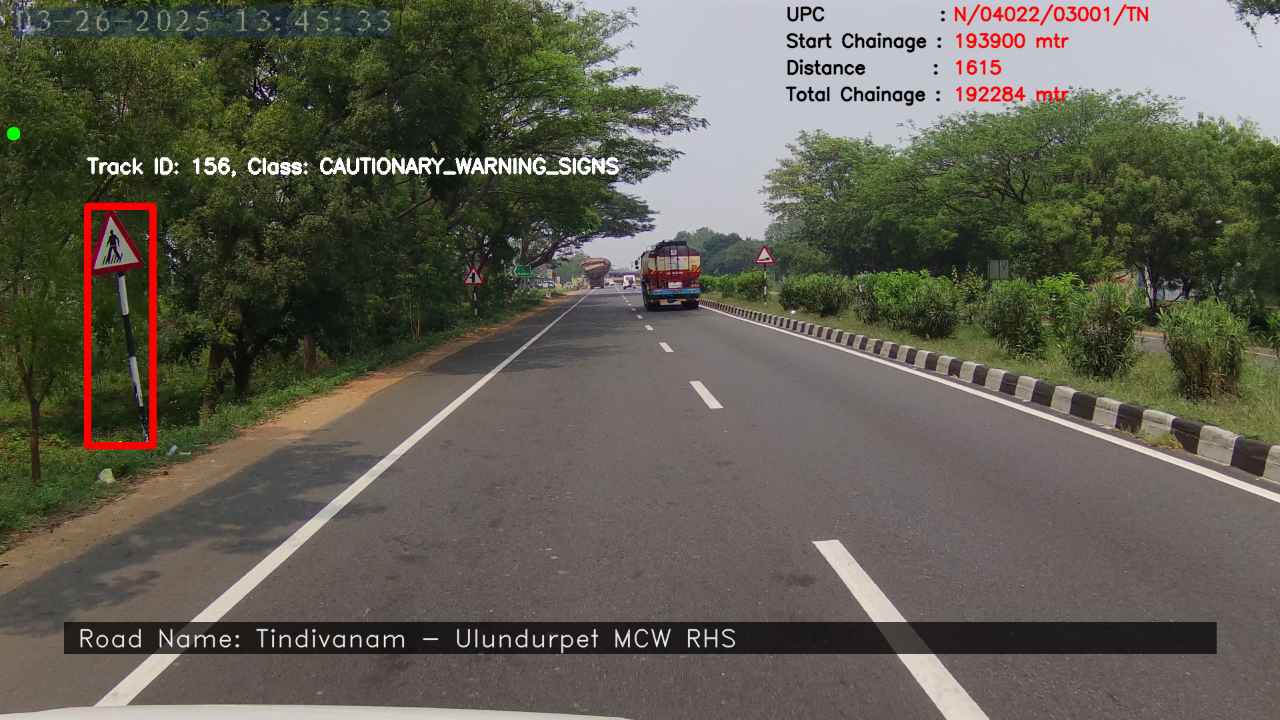 03-26-2025 13:45:33
UPC : N/04022/03001/TN
Start Chainage : 193900 mtr
Distance : 1615
Total Chainage : 192284 mtr
Track ID: 156, Class: CAUTIONARY_WARNING_SIGNS
Road Name: Tindivanam - Ulundurpet MCW RHS